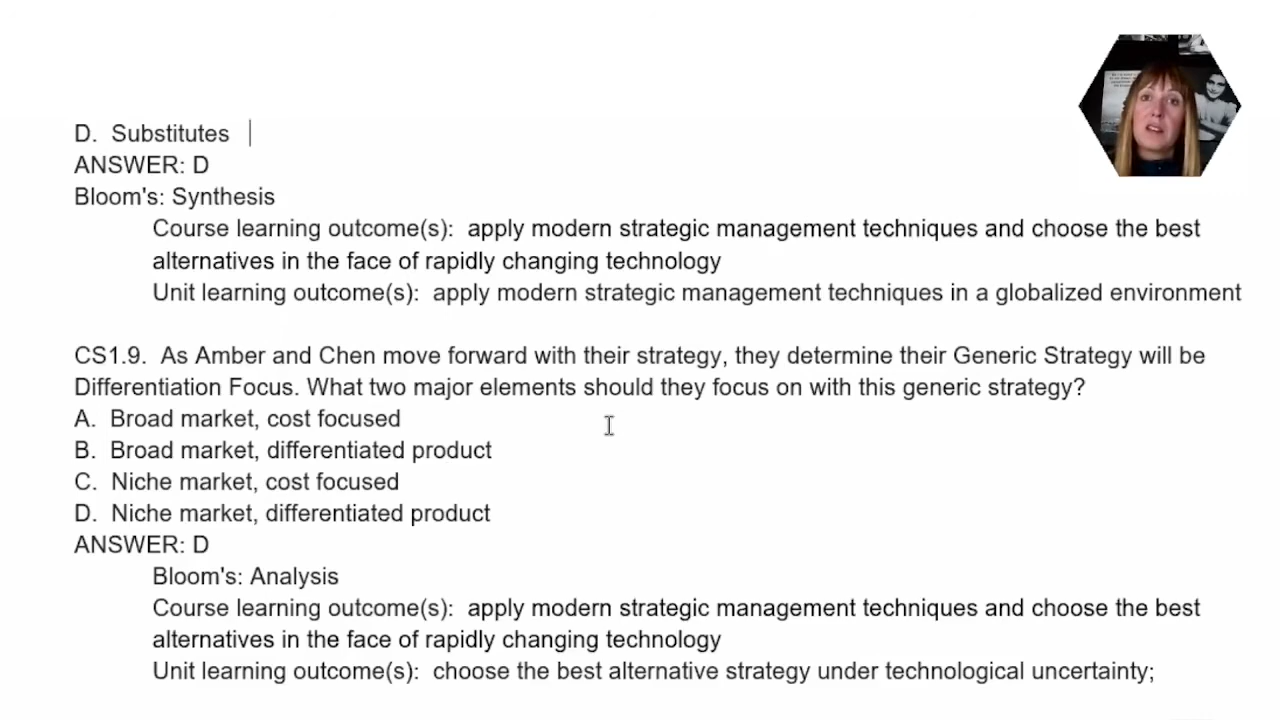 D. Substitutes
ANSWER: D
Bloom's: Synthesis
Course learning outcome(s): apply modern strategic management techniques and choose the best
alternatives in the face of rapidly changing technology
Unit learning outcome(s): apply modern strategic management techniques in a globalized environment
CS1.9. As Amber and Chen move forward with their strategy, they determine their Generic Strategy will be
Differentiation Focus. What two major elements should they focus on with this generic strategy?
A. Broad market, cost focused
B. Broad market, differentiated product
C. Niche market, cost focused
D. Niche market, differentiated product
ANSWER: D
Bloom's: Analysis
Course learning outcome(s): apply modern strategic management techniques and choose the best
alternatives in the face of rapidly changing technology
Unit learning outcome(s): choose the best alternative strategy under technological uncertainty;